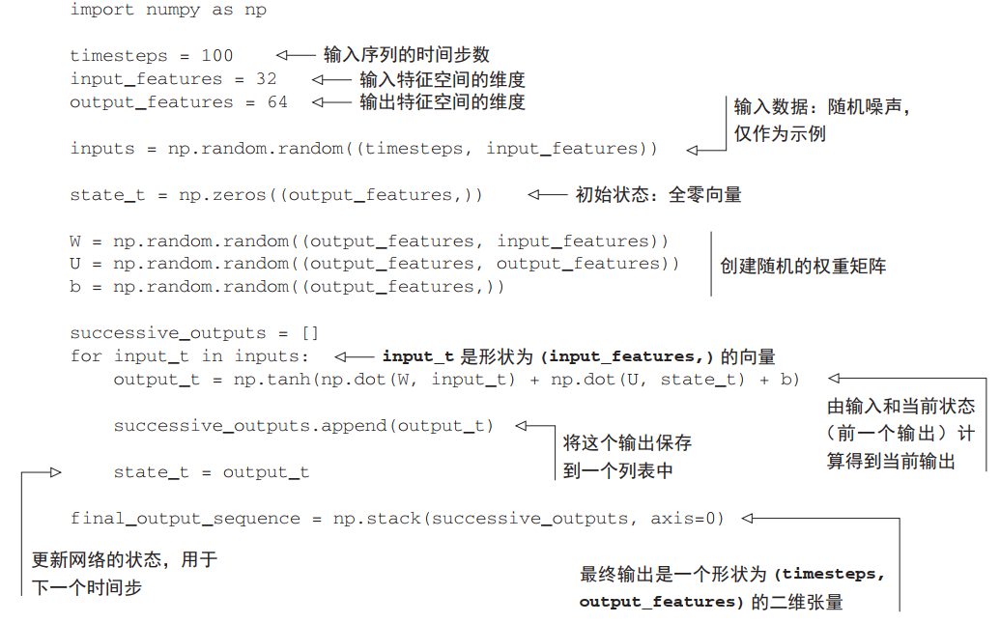 import numpy as np
timesteps = 100 输入序列的时间步数
input_features = 32 输入特征空间的维度
output_features = 64 输出特征空间的维度
输入数据：随机噪声，
仅作为示例
inputs = np.random.random((timesteps, input_features))
state_t = np.zeros((output_features,)) 初始状态：全零向量
W = np.random.random((output_features, input_features))
U = np.random.random((output_features, output_features))
创建随机的权重矩阵
b = np.random.random((output_features,))
successive_outputs = []
for input_t in inputs: input_t 是形状为 (input_features,) 的向量
output_t = np.tanh(np.dot(W, input_t) + np.dot(U, state_t) + b)
由输入和当前状态
（前一个输出）计
算得到当前输出
successive_outputs.append(output_t)
将这个输出保存
到一个列表中
state_t = output_t
final_output_sequence = np.stack(successive_outputs, axis=0)
更新网络的状态，用于
下一个时间步
最终输出是一个形状为 (timesteps,
output_features) 的二维张量